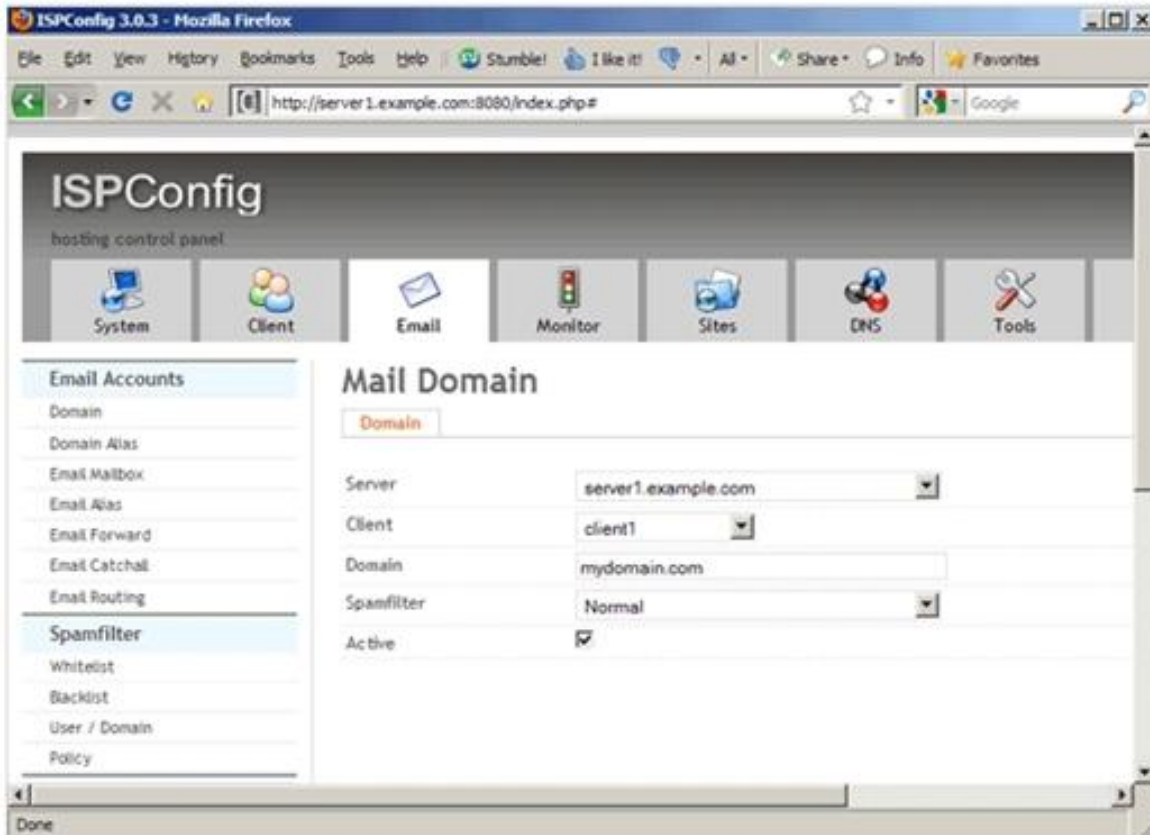 ISPConfig 3.0.3 - Mozilla Firefox
File Edit View History Bookmarks Tools Help Stumble! I like it! All Share Info Favorites
http://server1.example.com:8080/index.php# Google
ISPConfig
hosting control panel
System Client Email Monitor Sites DNS Tools
Email Accounts
Domain
Domain Alias
Email Mailbox
Email Alias
Email Forward
Email Catchall
Email Routing
Spamfilter
Whitelist
Blacklist
User / Domain
Policy
Mail Domain
Domain
Server server1.example.com
Client client1
Domain mydomain.com
Spamfilter Normal
Active
Done